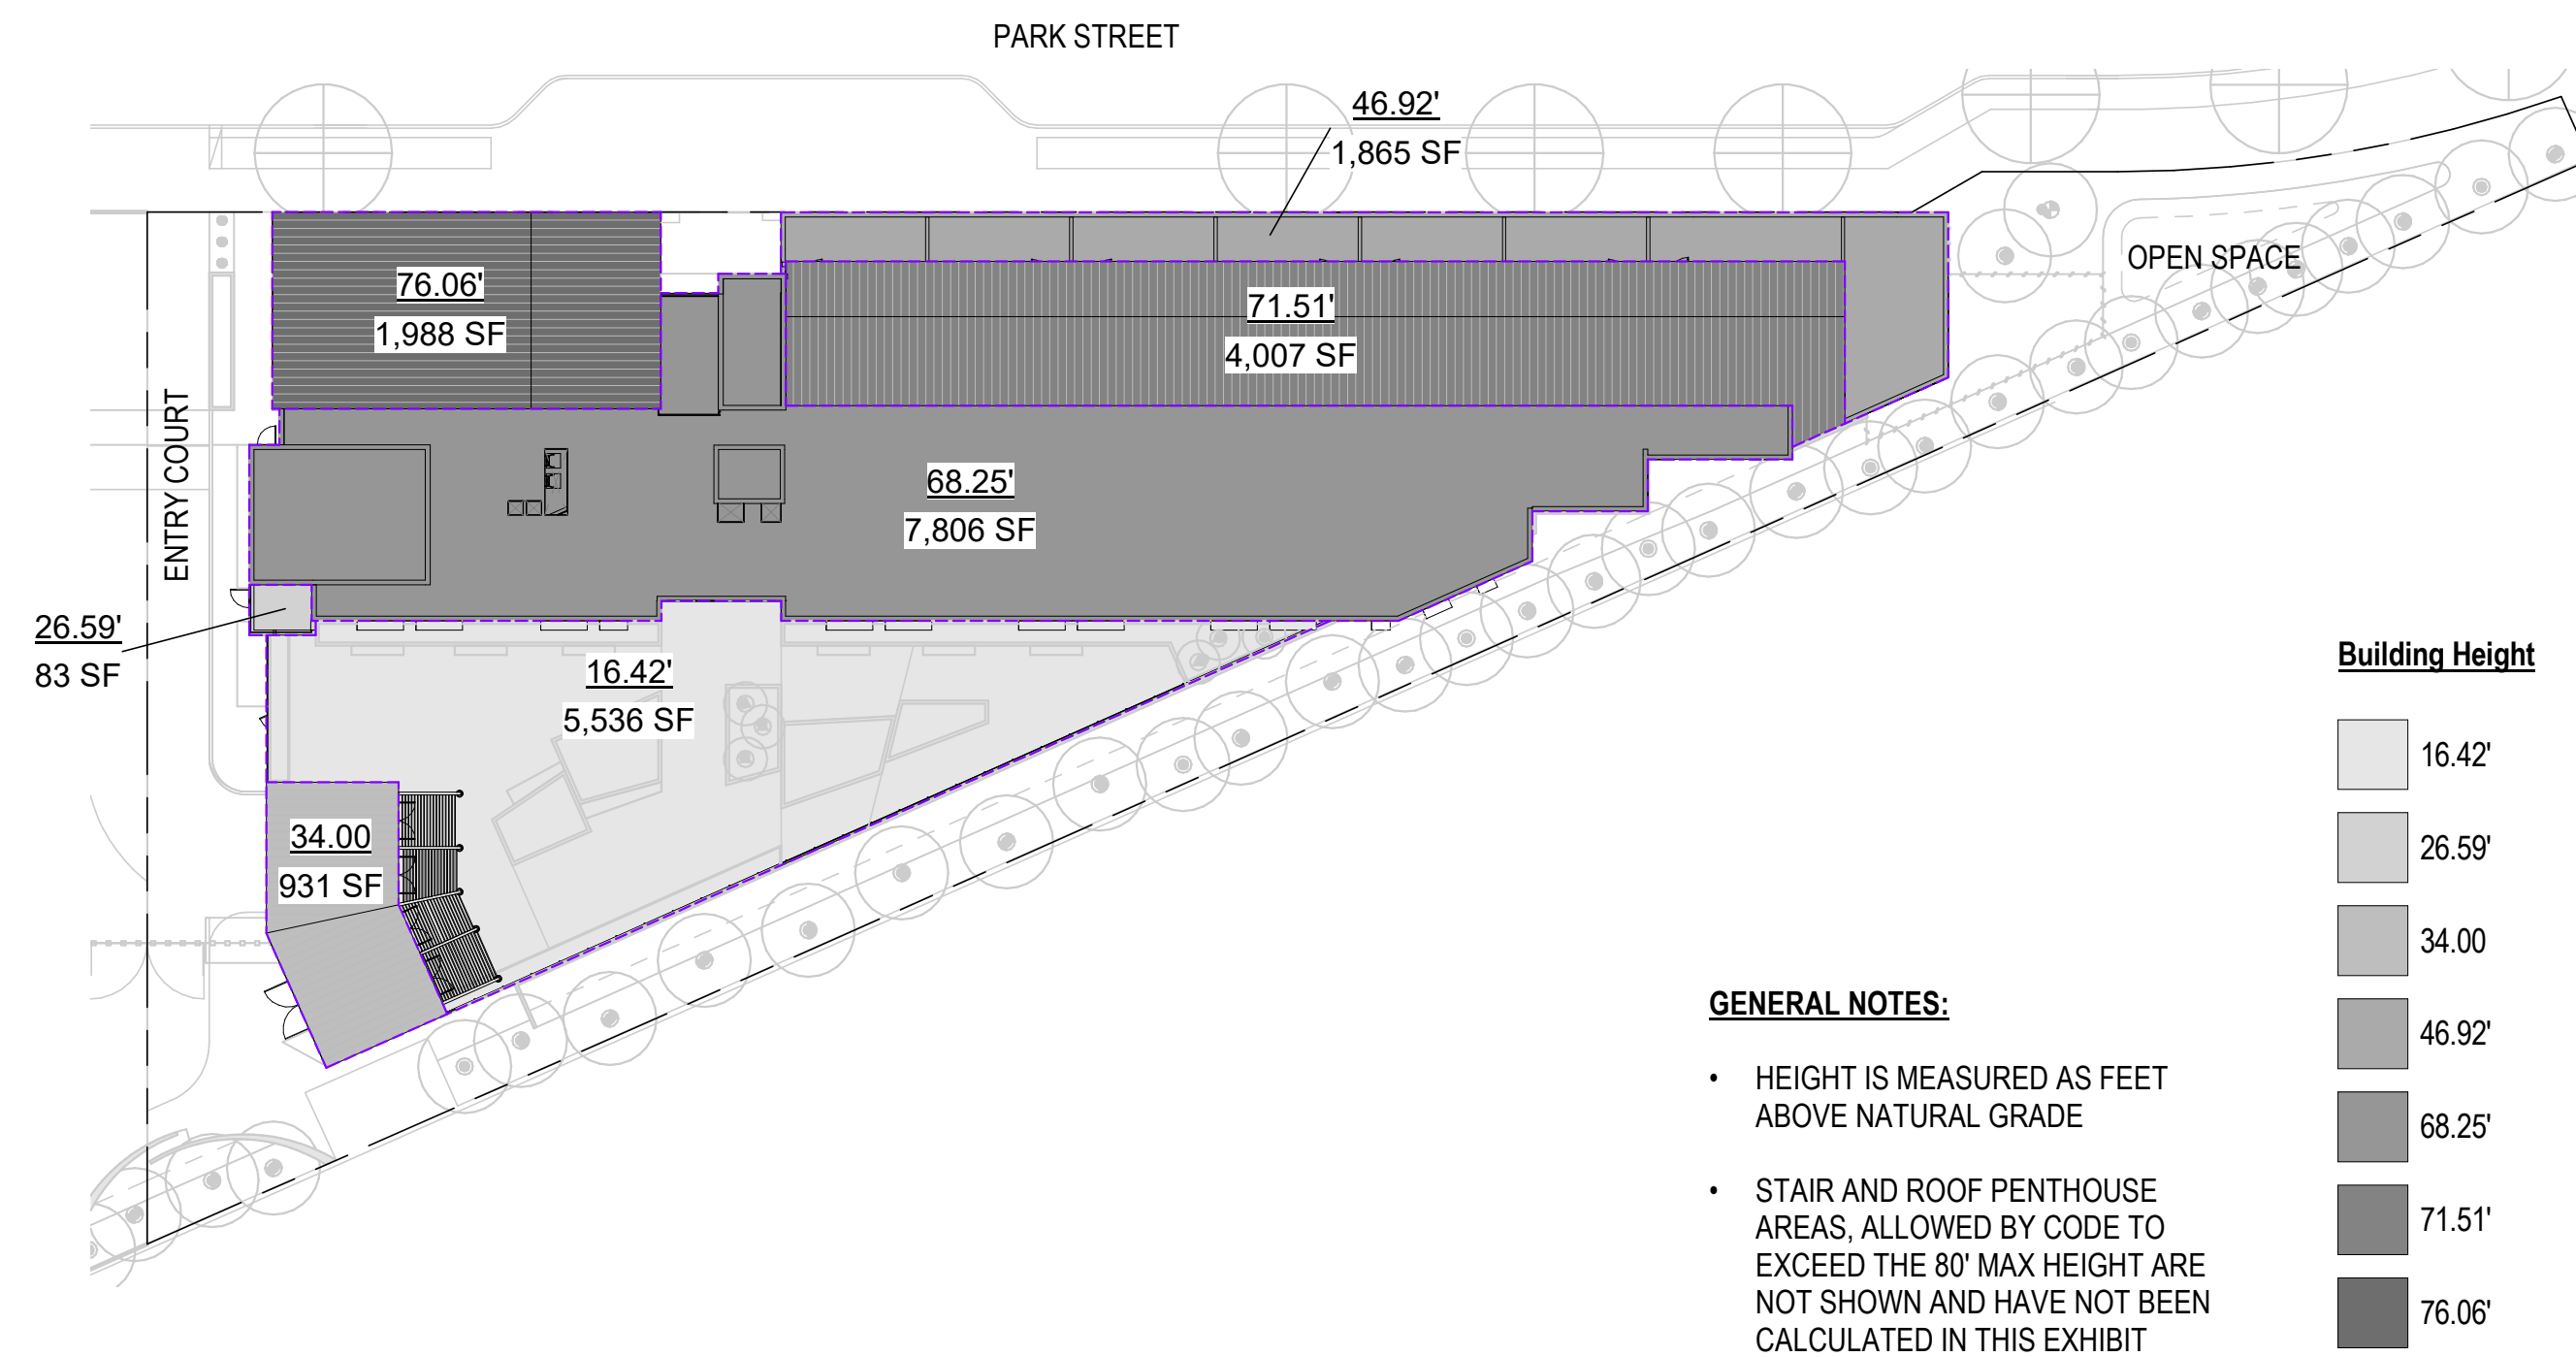 PARK STREET
46.92'
1,865 SF
76.06'
1,988 SF
71.51'
4,007 SF
OPEN SPACE
ENTRY COURT
68.25'
7,806 SF
26.59'
83 SF
16.42'
5,536 SF
34.00
931 SF
Building Height
16.42'
26.59'
34.00
46.92'
68.25'
71.51'
76.06'
GENERAL NOTES:
• HEIGHT IS MEASURED AS FEET
ABOVE NATURAL GRADE
• STAIR AND ROOF PENTHOUSE
AREAS, ALLOWED BY CODE TO
EXCEED THE 80' MAX HEIGHT ARE
NOT SHOWN AND HAVE NOT BEEN
CALCULATED IN THIS EXHIBIT